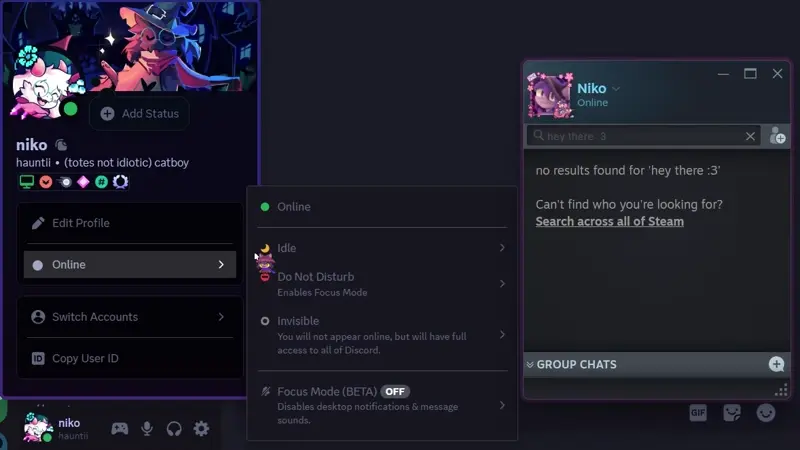 Add Status
niko
hauntii • (totes not idiotic) catboy
Edit Profile
Online
Switch Accounts
ID Copy User ID
niko
hauntii
Online
Idle
Do Not Disturb
Enables Focus Mode
Invisible
You will not appear online, but will have full
access to all of Discord.
Focus Mode (BETA) OFF
Disables desktop notifications & message
sounds.
Niko
Online
hey there :3
no results found for 'hey there :3'
Can't find who you're looking for?
Search across all of Steam
GROUP CHATS
GIF